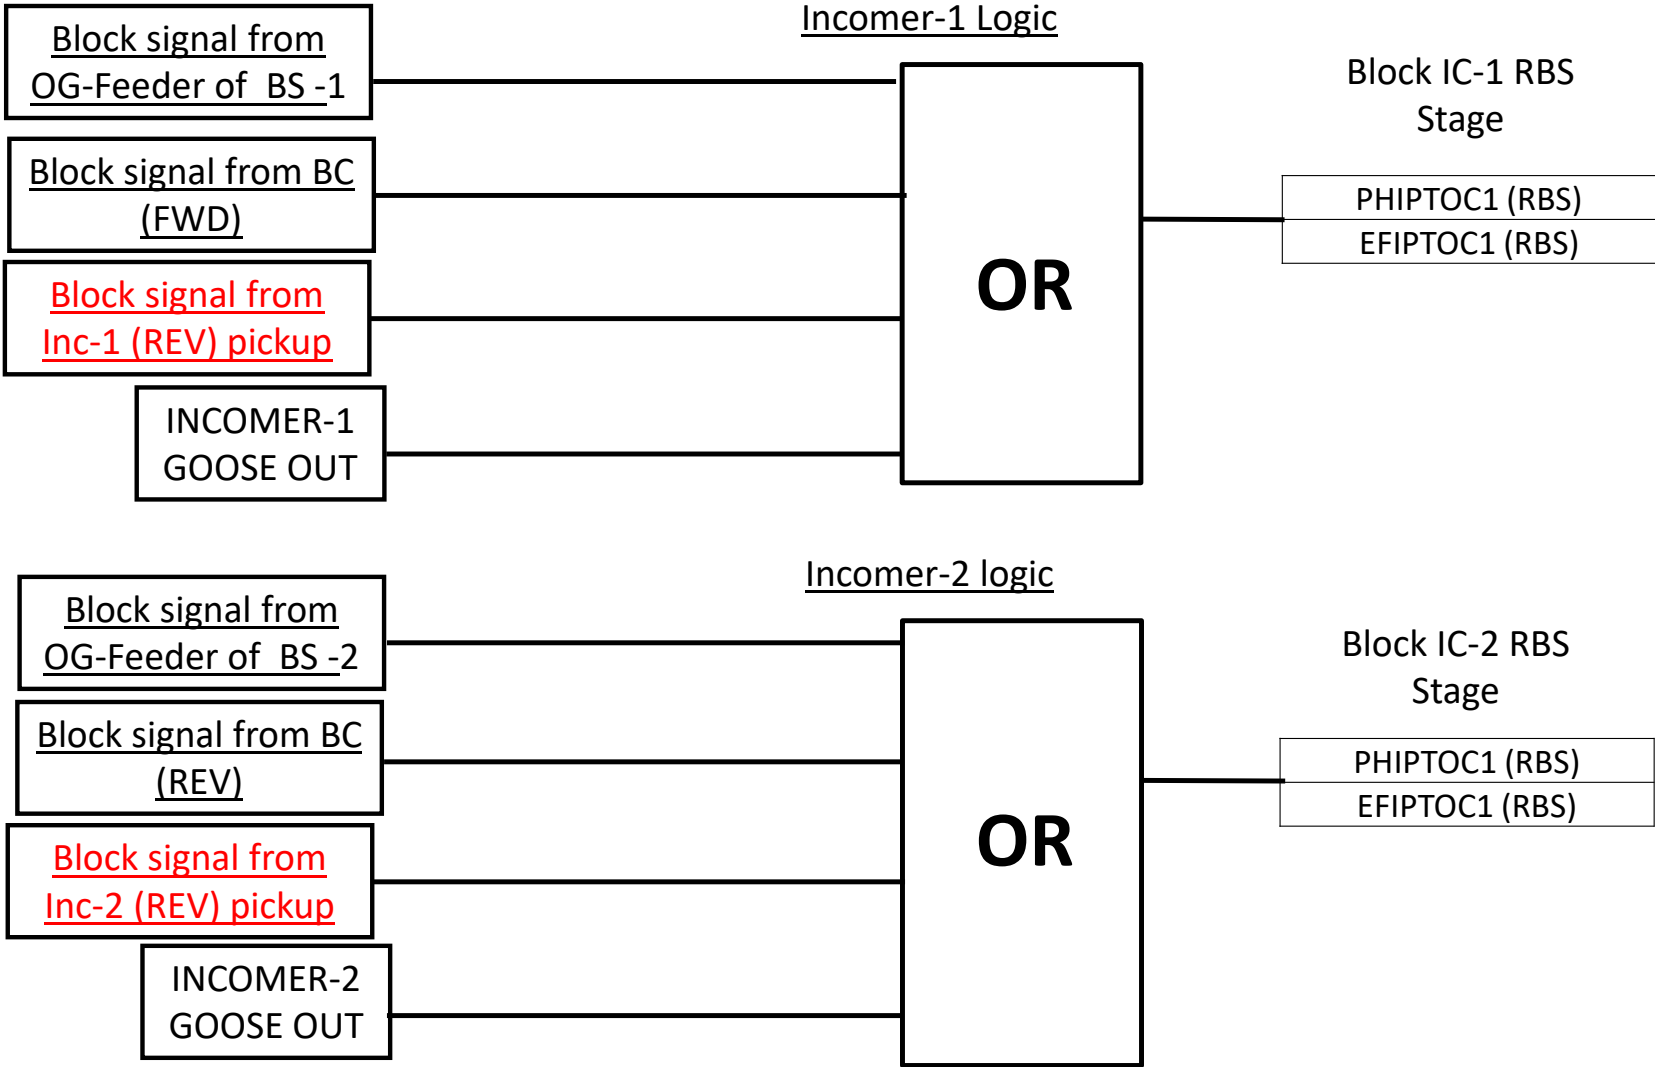 Incomer-1 Logic
Block signal from
OG-Feeder of  BS -1
Block signal from BC
(FWD)
Block signal from
Inc-1 (REV) pickup
INCOMER-1
GOOSE OUT
OR
Block IC-1 RBS
Stage
PHIPTOC1 (RBS)
EFIPTOC1 (RBS)
Incomer-2 logic
Block signal from
OG-Feeder of  BS -2
Block signal from BC
(REV)
Block signal from
Inc-2 (REV) pickup
INCOMER-2
GOOSE OUT
OR
Block IC-2 RBS
Stage
PHIPTOC1 (RBS)
EFIPTOC1 (RBS)